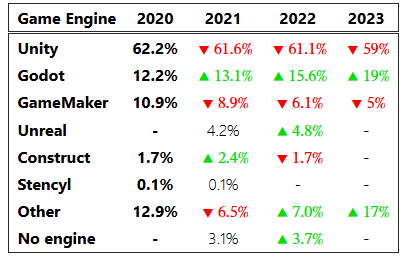 Game Engine 2020 2021 2022 2023
Unity 62.2% ▼ 61.6% ▼ 61.1% ▼ 59%
Godot 12.2% ▲ 13.1% ▲ 15.6% ▲ 19%
GameMaker 10.9% ▼ 8.9% ▼ 6.1% ▼ 5%
Unreal - 4.2% ▲ 4.8% -
Construct 1.7% ▲ 2.4% ▼ 1.7% -
Stencyl 0.1% 0.1% - -
Other 12.9% ▼ 6.5% ▲ 7.0% ▲ 17%
No engine - 3.1% ▲ 3.7% -